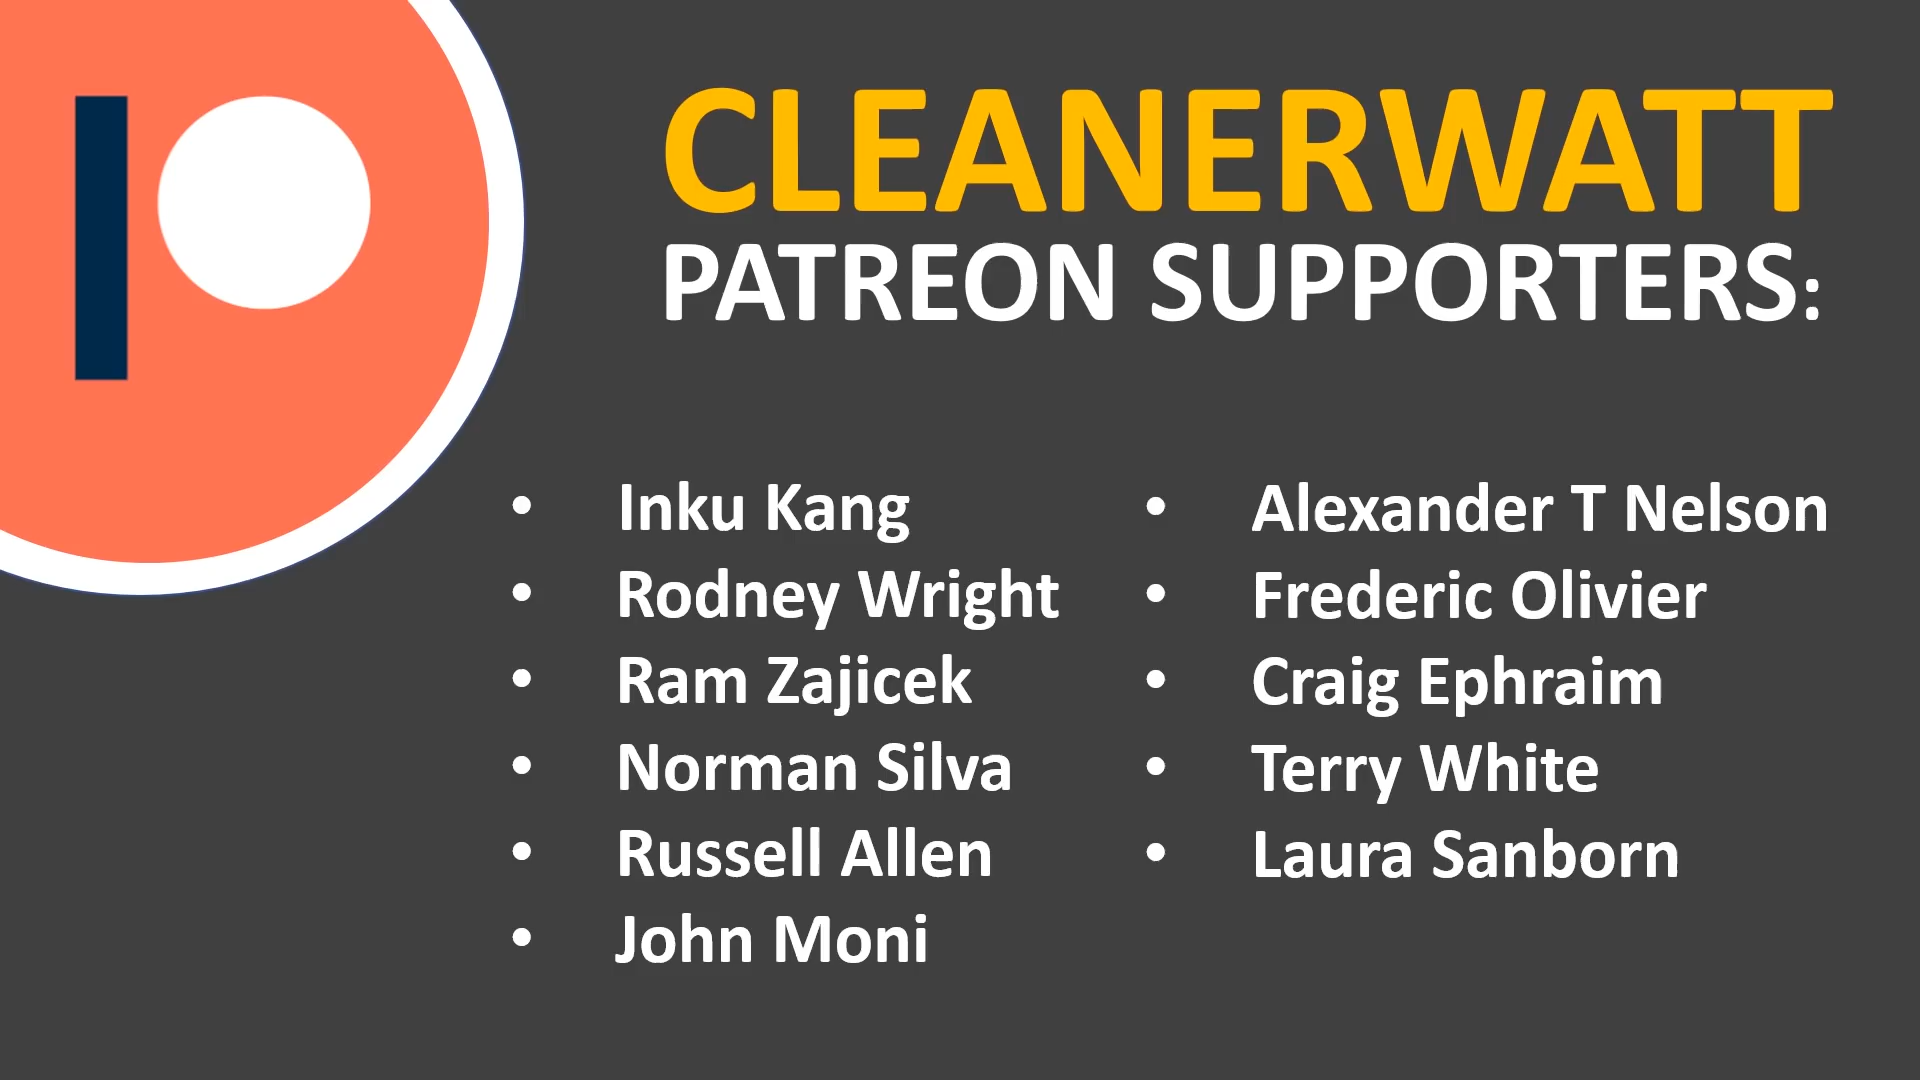 CLEANERWATT
PATREON SUPPORTERS:
• Inku Kang
• Rodney Wright
• Ram Zajicek
• Norman Silva
• Russell Allen
• John Moni
• Alexander T Nelson
• Frederic Olivier
• Craig Ephraim
• Terry White
• Laura Sanborn